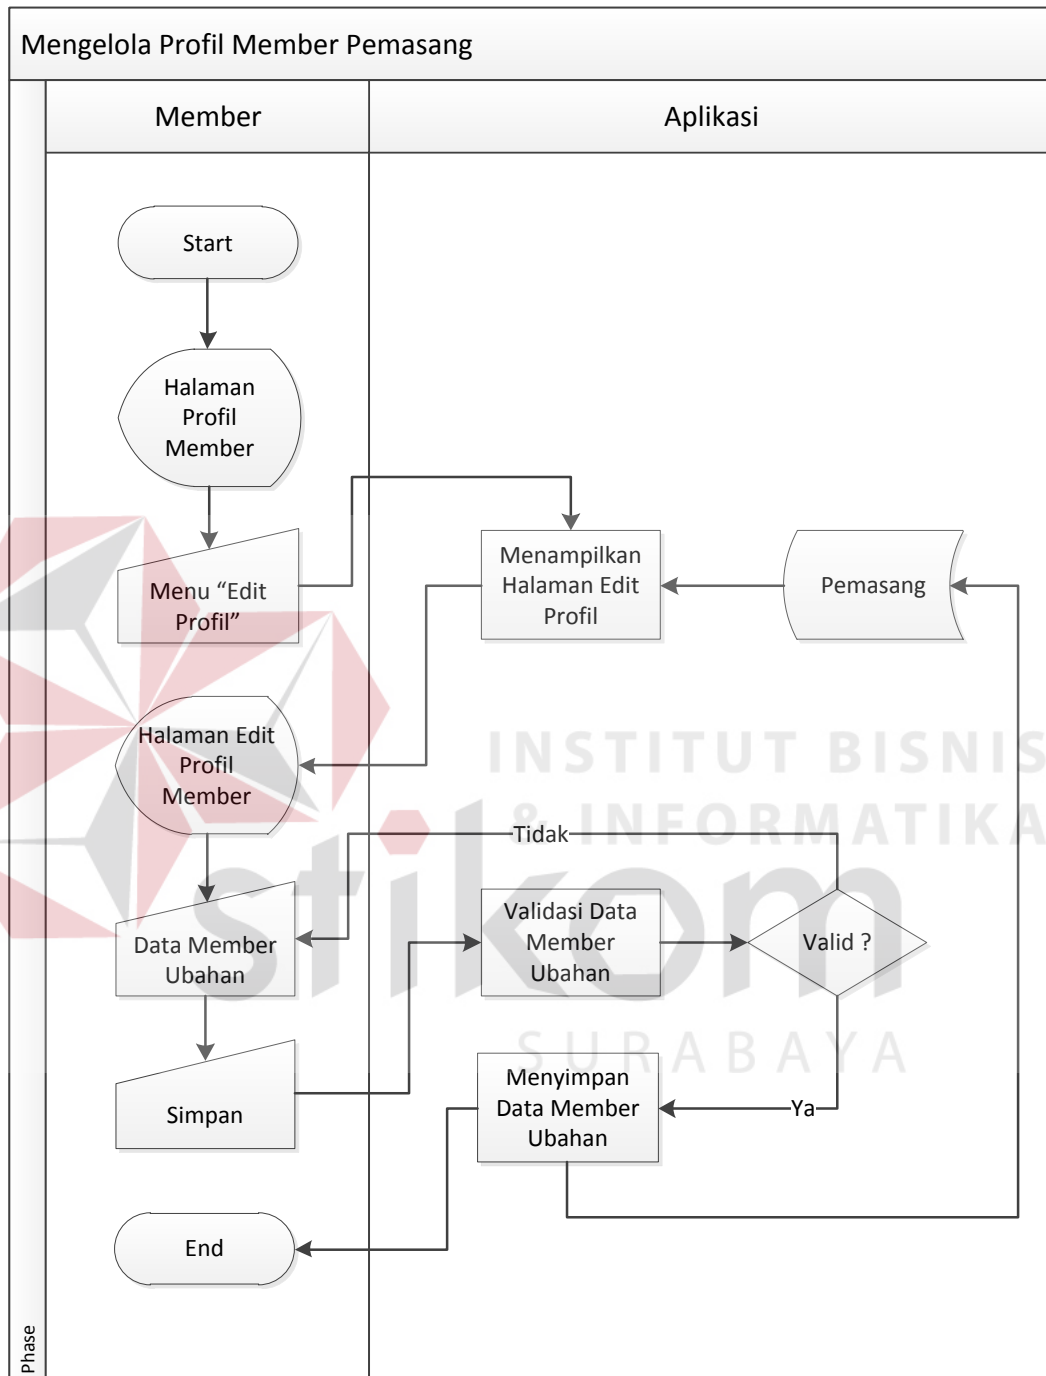 Mengelola Profil Member Pemasang
Member
Aplikasi
Start
Halaman
Profil
Member
Menu “Edit
Profil”
Menampilkan
Halaman Edit
Profil
Pemasang
Halaman Edit
Profil
Member
INSTITUT BISNIS
& INFORMATIKA
stikom
SURABAYA
Tidak
Data Member
Ubahan
Validasi Data
Member
Ubahan
Valid ?
Simpan
Menyimpan
Data Member
Ubahan
Ya
End
Phase